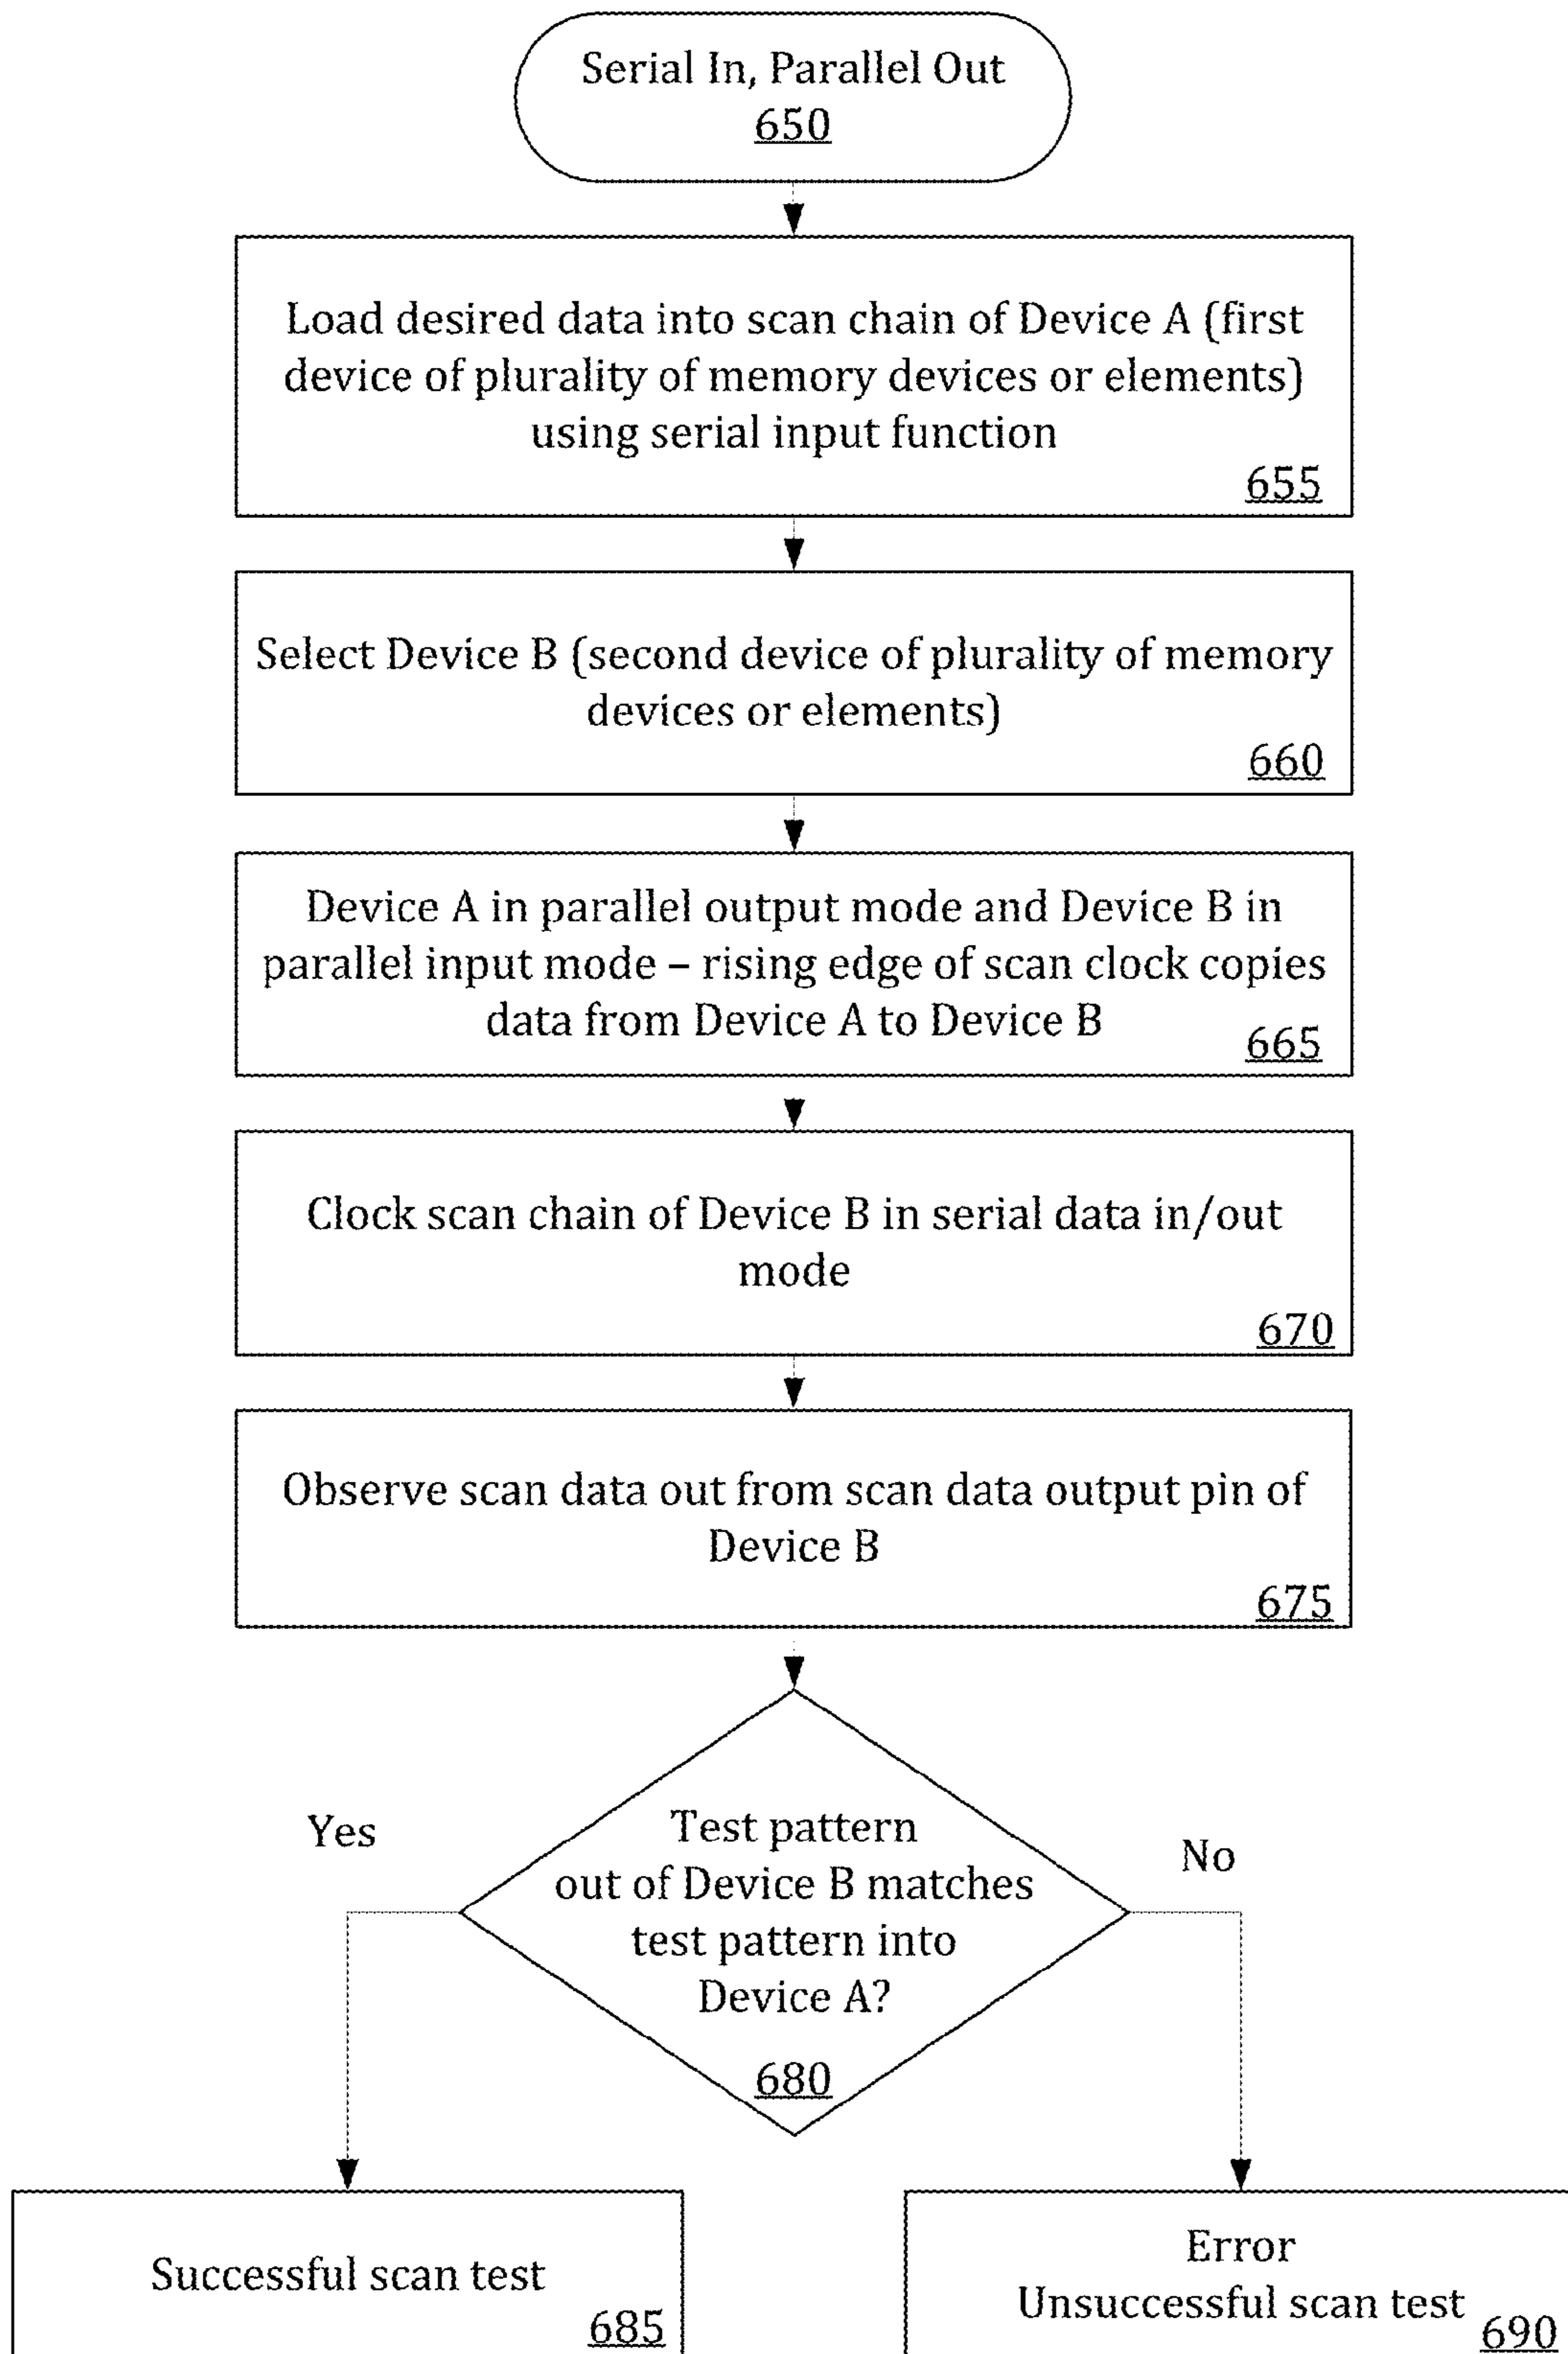 Serial In, Parallel Out
650
Load desired data into scan chain of Device A (first
device of plurality of memory devices or elements)
using serial input function
655
Select Device B (second device of plurality of memory
devices or elements)
660
Device A in parallel output mode and Device B in
parallel input mode – rising edge of scan clock copies
data from Device A to Device B
665
Clock scan chain of Device B in serial data in/out
mode
670
Observe scan data out from scan data output pin of
Device B
675
Test pattern
out of Device B matches
test pattern into
Device A?
680
Yes
No
Successful scan test
685
Error
Unsuccessful scan test
690